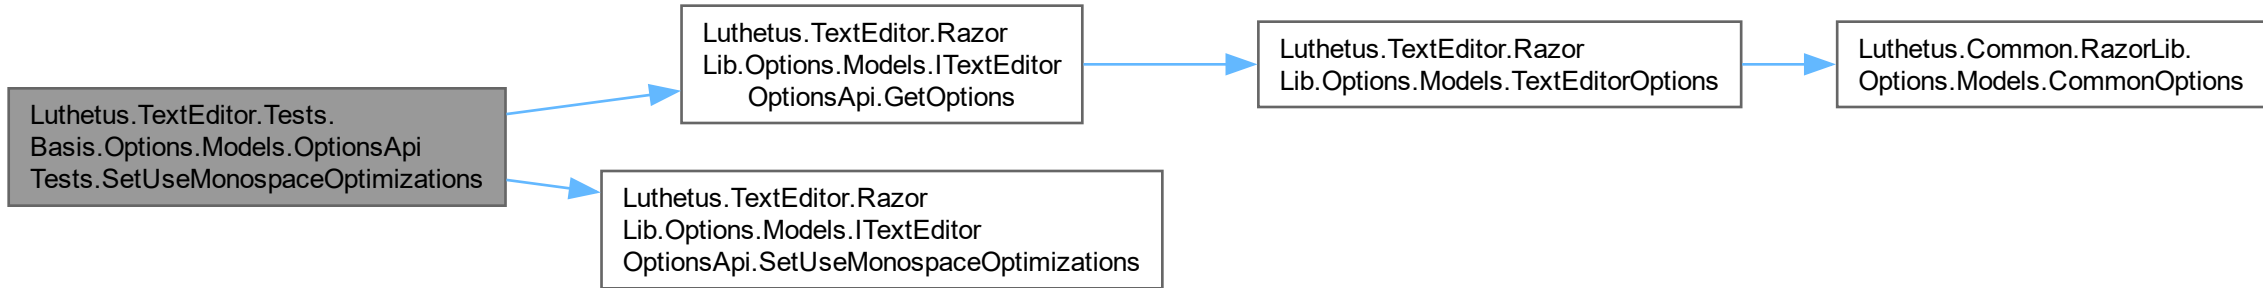 Luthetus.TextEditor.Tests.
Basis.Options.Models.OptionsApi
Tests.SetUseMonospaceOptimizations
Luthetus.TextEditor.Razor
Lib.Options.Models.ITextEditor
OptionsApi.GetOptions
Luthetus.TextEditor.Razor
Lib.Options.Models.TextEditorOptions
Luthetus.Common.RazorLib.
Options.Models.CommonOptions
Luthetus.TextEditor.Razor
Lib.Options.Models.ITextEditor
OptionsApi.SetUseMonospaceOptimizations